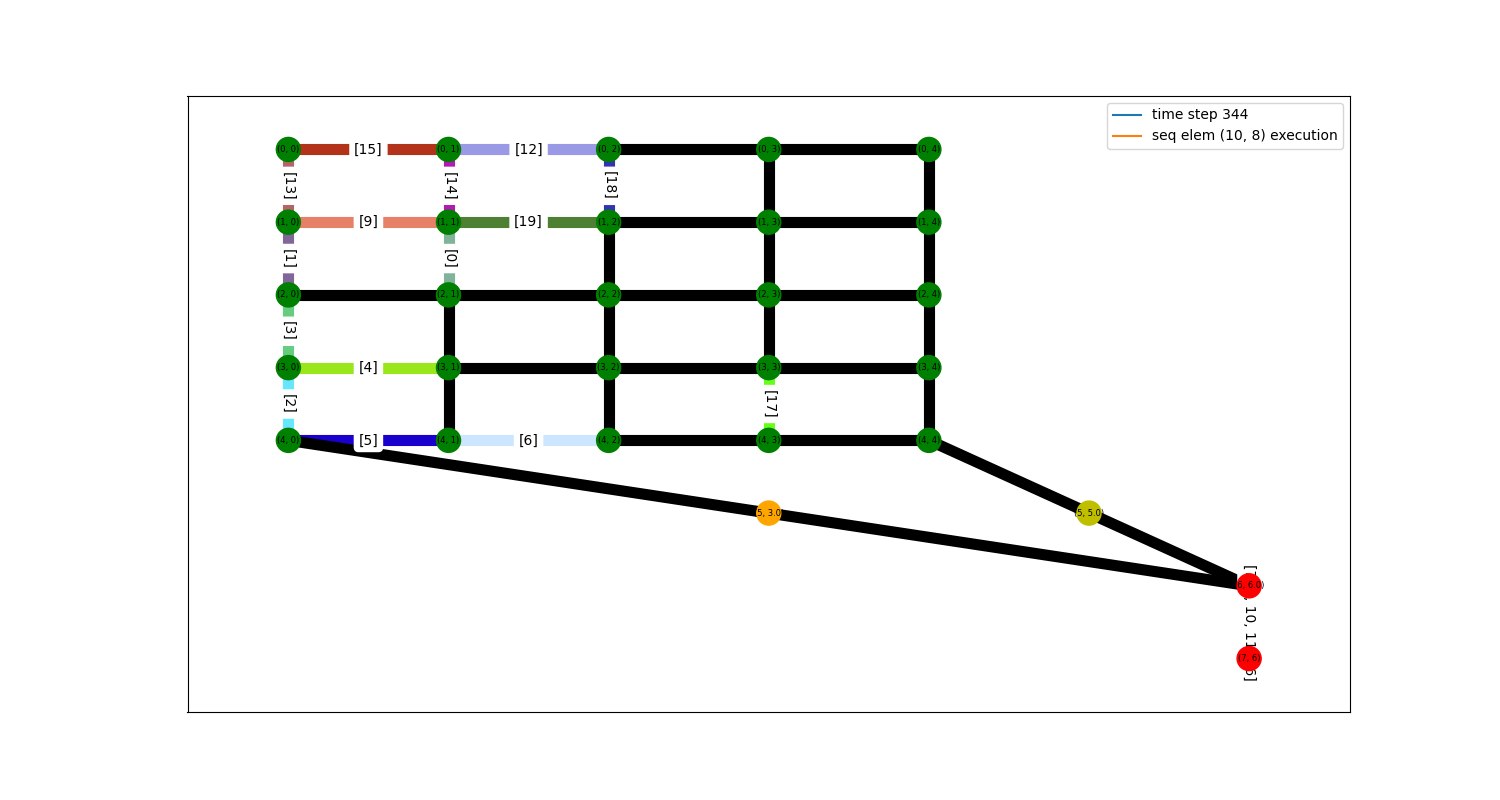 time step 344
seq elem (10, 8) execution
(0, 0) [15] (0, 1) [12] (0, 2) (0, 3) (0, 4)
[13] [14] [18]
(1, 0) [9] (1, 1) [19] (1, 2) (1, 3) (1, 4)
[1] [0]
(2, 0) (2, 1) (2, 2) (2, 3) (2, 4)
[3]
(3, 0) [4] (3, 1) (3, 2) (3, 3) (3, 4)
[2] [17]
(4, 0) [5] (4, 1) [6] (4, 2) (4, 3) (4, 4)
(5, 3.0) (5, 5.0)
(6, 6.0)
10,
(7, 6)